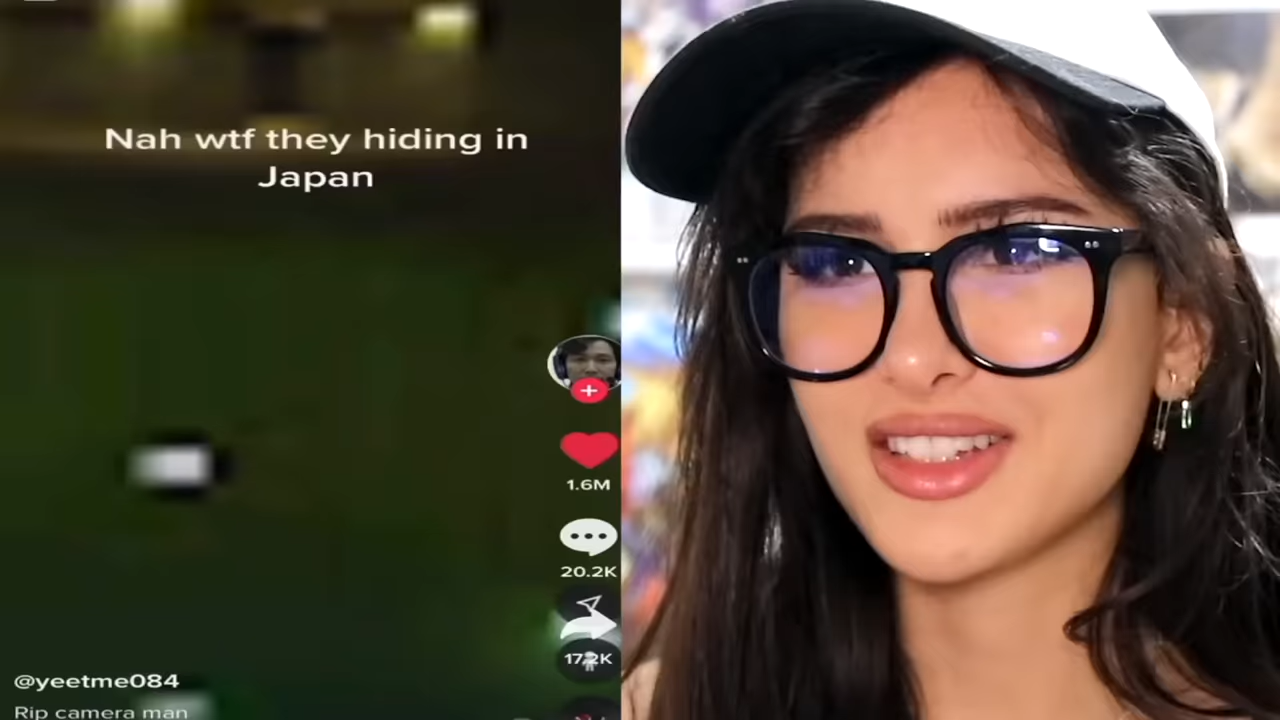 Nah wtf they hiding in
Japan
1.6M
20.2K
17.2K
@yeetme084
Rip camera man